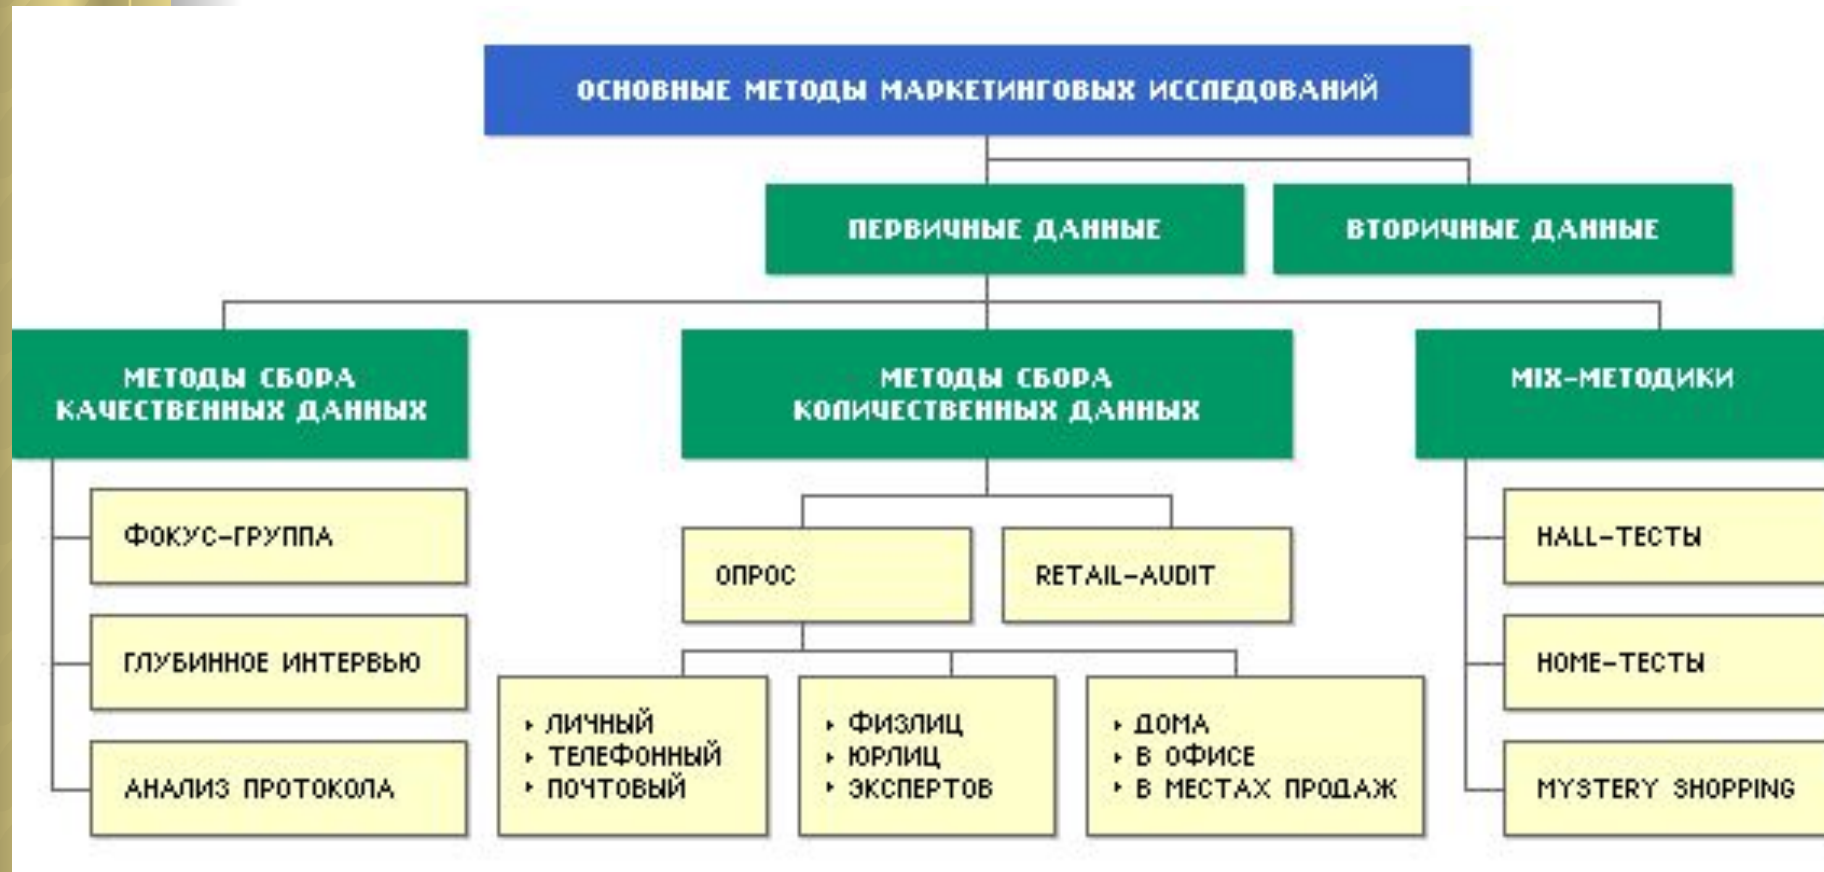 ОСНОВНЫЕ МЕТОДЫ МАРКЕТИНГОВЫХ ИССЛЕДОВАНИЙ
ПЕРВИЧНЫЕ ДАННЫЕ
ВТОРИЧНЫЕ ДАННЫЕ
МЕТОДЫ СБОРА
КАЧЕСТВЕННЫХ ДАННЫХ
МЕТОДЫ СБОРА
КОЛИЧЕСТВЕННЫХ ДАННЫХ
MIX-МЕТОДИКИ
ФОКУС-ГРУППА
ГЛУБИННОЕ ИНТЕРВЬЮ
АНАЛИЗ ПРОТОКОЛА
ОПРОС
RETAIL-AUDIT
ЛИЧНЫЙ
ТЕЛЕФОННЫЙ
ПОЧТОВЫЙ
ФИЗЛИЦ
ЮРЛИЦ
ЭКСПЕРТОВ
ДОМА
В ОФИСЕ
В МЕСТАХ ПРОДАЖ
HALL-ТЕСТЫ
HOME-ТЕСТЫ
MYSTERY SHOPPING